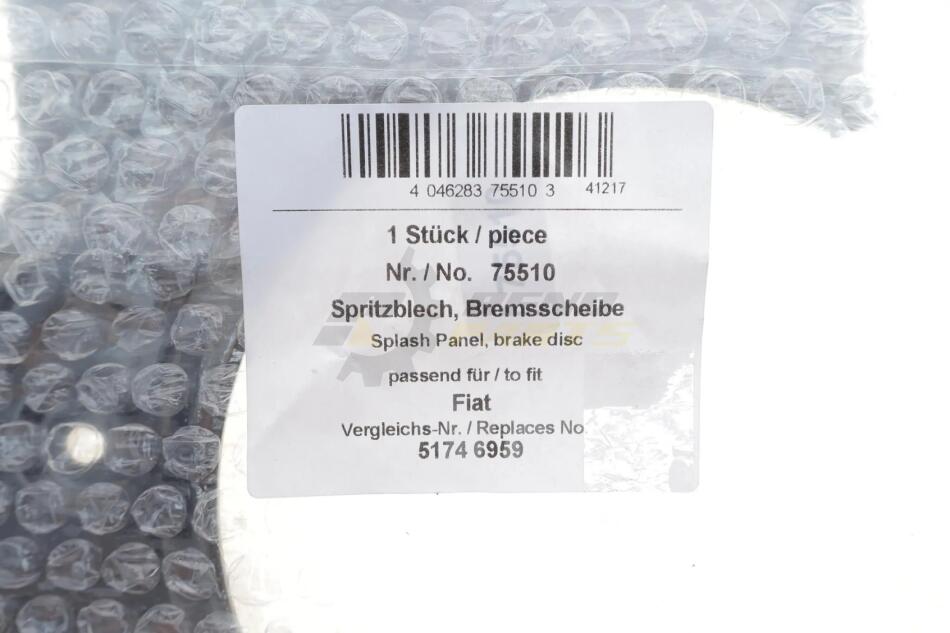 4 046283 75510 3 41217
1 Stück / piece
Nr. / No. 75510
Spritzblech, Bremsscheibe
Splash Panel, brake disc
passend für / to fit
Fiat
Vergleichs-Nr. / Replaces No
5174 6959